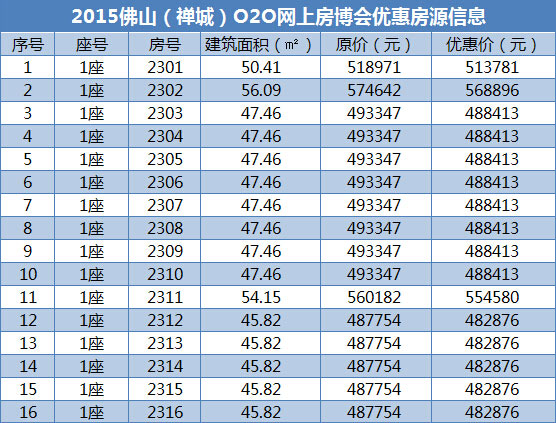 2015佛山（禅城）O2O网上房博会优惠房源信息
序号 座号 房号 建筑面积（㎡） 原价（元） 优惠价（元）
1 1座 2301 50.41 518971 513781
2 1座 2302 56.09 574642 568896
3 1座 2303 47.46 493347 488413
4 1座 2304 47.46 493347 488413
5 1座 2305 47.46 493347 488413
6 1座 2306 47.46 493347 488413
7 1座 2307 47.46 493347 488413
8 1座 2308 47.46 493347 488413
9 1座 2309 47.46 493347 488413
10 1座 2310 47.46 493347 488413
11 1座 2311 54.15 560182 554580
12 1座 2312 45.82 487754 482876
13 1座 2313 45.82 487754 482876
14 1座 2314 45.82 487754 482876
15 1座 2315 45.82 487754 482876
16 1座 2316 45.82 487754 482876